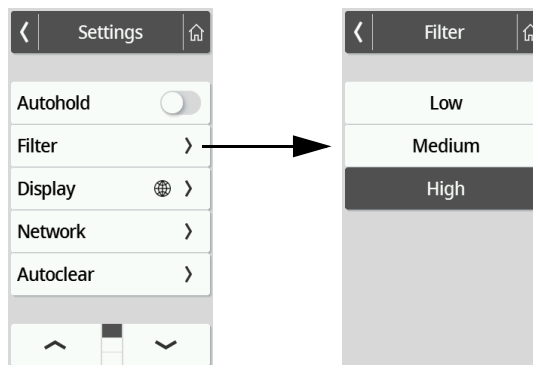 Settings
Autohold
Filter
Display
Network
Autoclear
Filter
Low
Medium
High